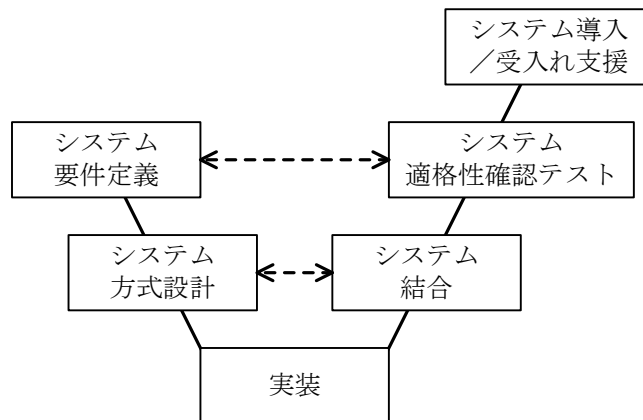 システム導入
／受入れ支援
システム
要件定義
システム
適格性確認テスト
システム
方式設計
システム
結合
実装